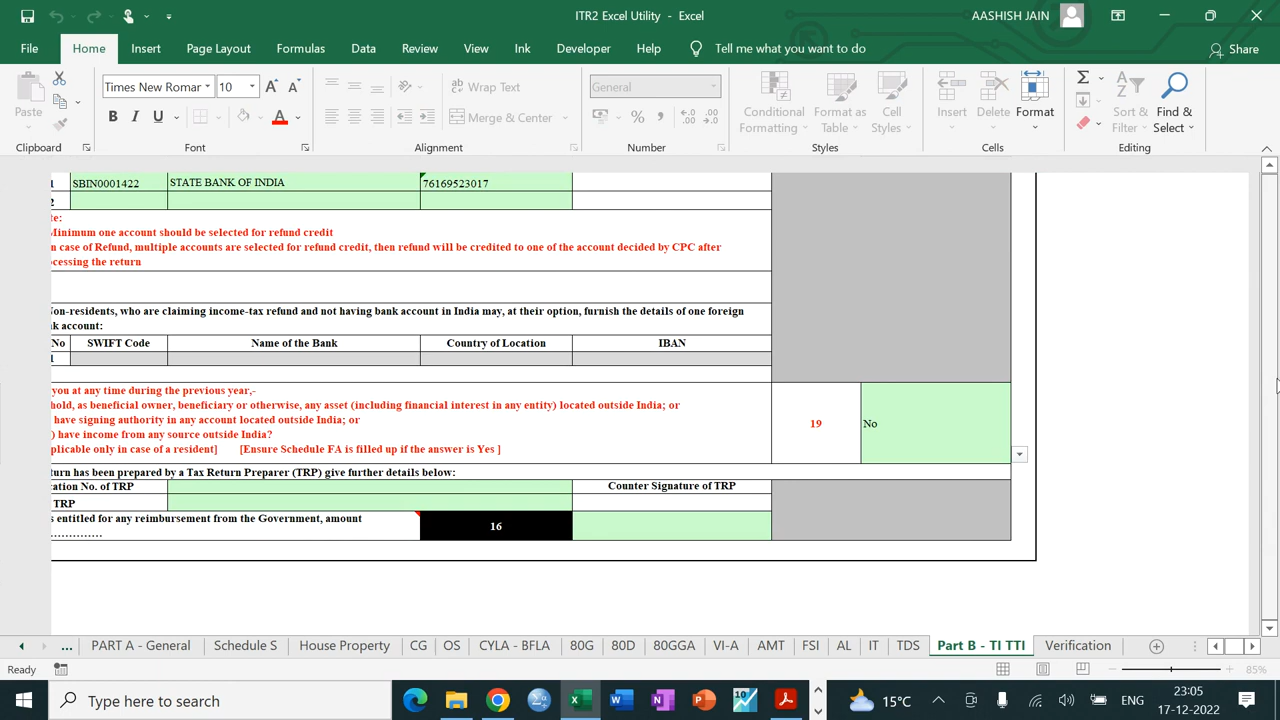 ITR2 Excel Utility - Excel
AASHISH JAIN
File Home Insert Page Layout Formulas Data Review View Ink Developer Help Tell me what you want to do Share
Paste
Times New Romar 10
B I U A
Wrap Text
Merge & Center
General
% ,
Conditional Formatting
Format as Table
Cell Styles
Insert
Delete
Format
Sort & Filter
Find & Select
Clipboard Font Alignment Number Styles Cells Editing
1 SBIN0001422 STATE BANK OF INDIA 76169523017
2
te:
Minimum one account should be selected for refund credit
n case of Refund, multiple accounts are selected for refund credit, then refund will be credited to one of the account decided by CPC after
cessing the return
Non-residents, who are claiming income-tax refund and not having bank account in India may, at their option, furnish the details of one foreign
k account:
No SWIFT Code Name of the Bank Country of Location IBAN
1
you at any time during the previous year,-
hold, as beneficial owner, beneficiary or otherwise, any asset (including financial interest in any entity) located outside India; or
have signing authority in any account located outside India; or
) have income from any source outside India?
plicable only in case of a resident] [Ensure Schedule FA is filled up if the answer is Yes ]
19
No
turn has been prepared by a Tax Return Preparer (TRP) give further details below:
cation No. of TRP Counter Signature of TRP
TRP
s entitled for any reimbursement from the Government, amount
..............
16
... PART A - General Schedule S House Property CG OS CYLA - BFLA 80G 80D 80GGA VI-A AMT FSI AL IT TDS Part B - TI TTI Verification
Ready
85%
Type here to search
15°C
ENG
23:05
17-12-2022